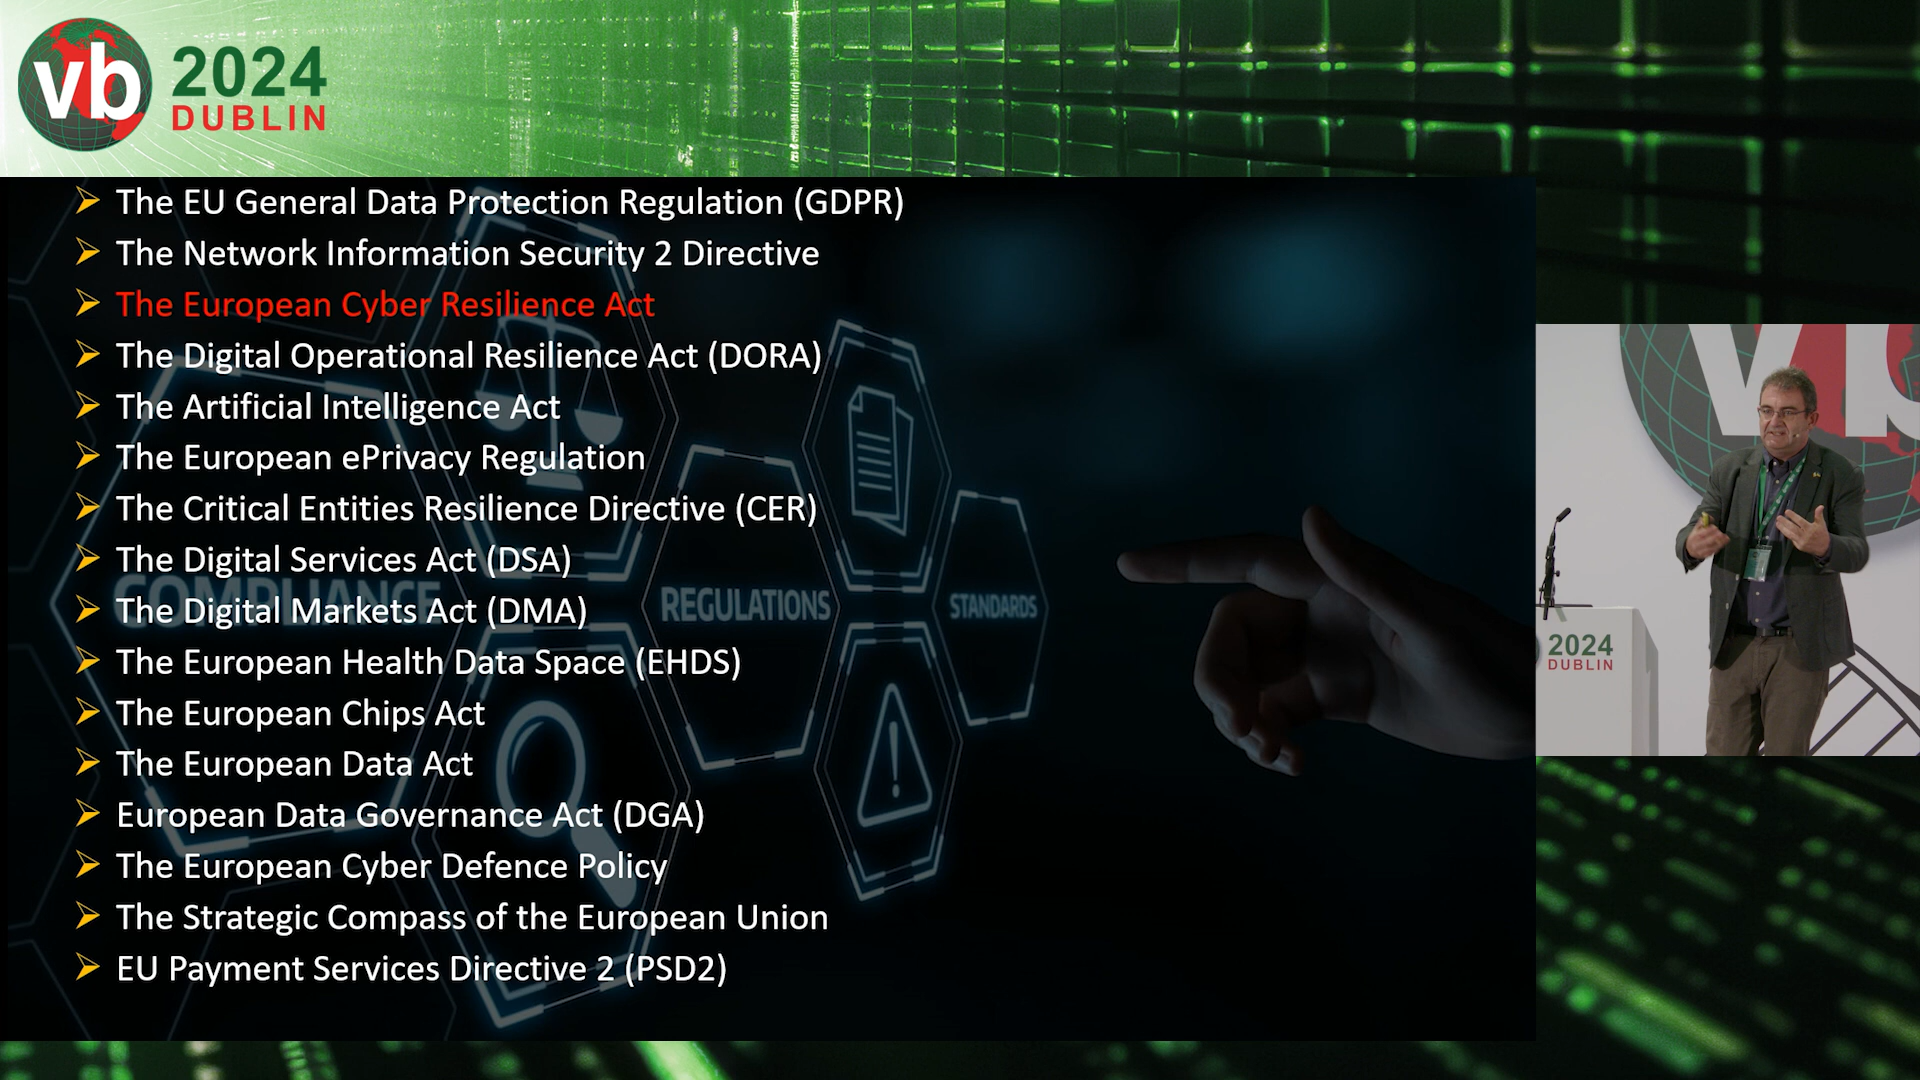 vb
2024
DUBLIN
The EU General Data Protection Regulation (GDPR)
The Network Information Security 2 Directive
The European Cyber Resilience Act
The Digital Operational Resilience Act (DORA)
The Artificial Intelligence Act
The European ePrivacy Regulation
The Critical Entities Resilience Directive (CER)
The Digital Services Act (DSA)
The Digital Markets Act (DMA)
The European Health Data Space (EHDS)
The European Chips Act
The European Data Act
European Data Governance Act (DGA)
The European Cyber Defence Policy
The Strategic Compass of the European Union
EU Payment Services Directive 2 (PSD2)
COMPLIANCE
REGULATIONS
STANDARDS
vb
2024
DUBLIN